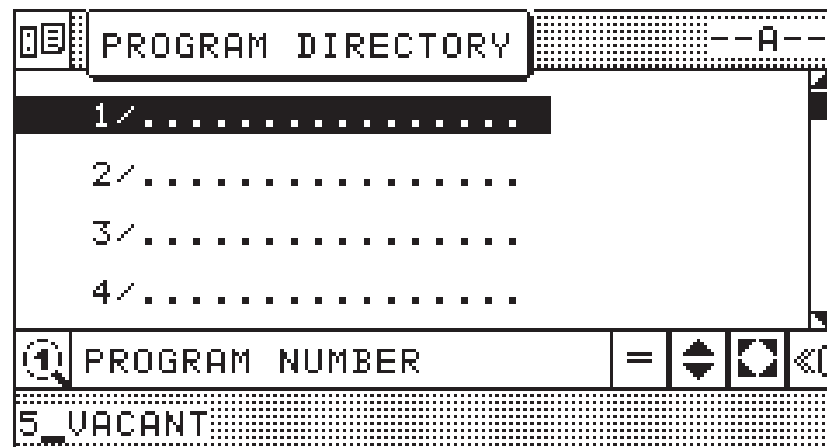 PROGRAM DIRECTORY --A--
1/................
2/................
3/................
4/................
PROGRAM NUMBER =
5_VACANT